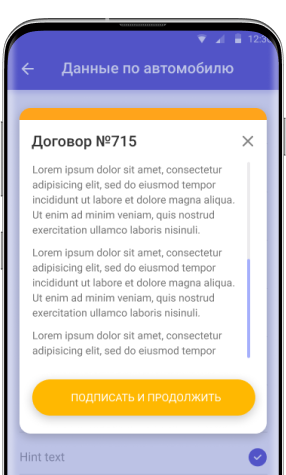 12:30
Данные по автомобилю
Договор №715
Lorem ipsum dolor sit amet, consectetur
adipisicing elit, sed do eiusmod tempor
incididunt ut labore et dolore magna aliqua.
Ut enim ad minim veniam, quis nostrud
exercitation ullamco laboris nisinuli.
Lorem ipsum dolor sit amet, consectetur
adipisicing elit, sed do eiusmod tempor
incididunt ut labore et dolore magna aliqua.
Ut enim ad minim veniam, quis nostrud
exercitation ullamco laboris nisinuli.
Lorem ipsum dolor sit amet, consectetur
adipisicing elit, sed do eiusmod tempor
ПОДПИСАТЬ И ПРОДОЛЖИТЬ
Hint text